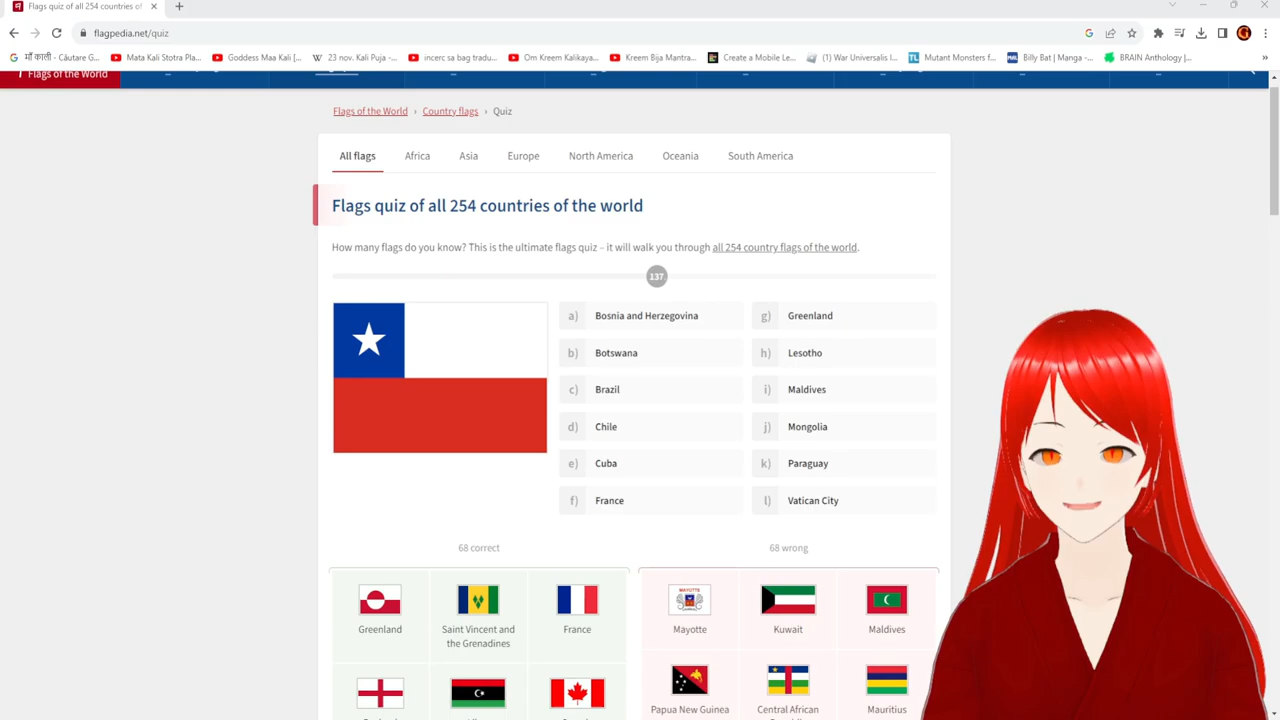 Flags quiz of all 254 countries of
flagpedia.net/quiz
माँ काली - Căutare G...
Mata Kali Stotra Pla...
Goddess Maa Kali [...
23 nov. Kali Puja -...
incerc sa bag tradu...
Om Kreem Kalikaya...
Kreem Bija Mantra...
Create a Mobile Le...
(1) War Universalis I...
Mutant Monsters f...
Billy Bat | Manga -...
BRAIN Anthology |...
Flags of the World
Flags of the World › Country flags › Quiz
All flags
Africa
Asia
Europe
North America
Oceania
South America
Flags quiz of all 254 countries of the world
How many flags do you know? This is the ultimate flags quiz – it will walk you through all 254 country flags of the world.
137
a) Bosnia and Herzegovina
b) Botswana
c) Brazil
d) Chile
e) Cuba
f) France
g) Greenland
h) Lesotho
i) Maldives
j) Mongolia
k) Paraguay
l) Vatican City
68 correct
68 wrong
Greenland
Saint Vincent and
the Grenadines
France
MAYOTTE
Mayotte
Kuwait
Maldives
Papua New Guinea
Central African
Mauritius